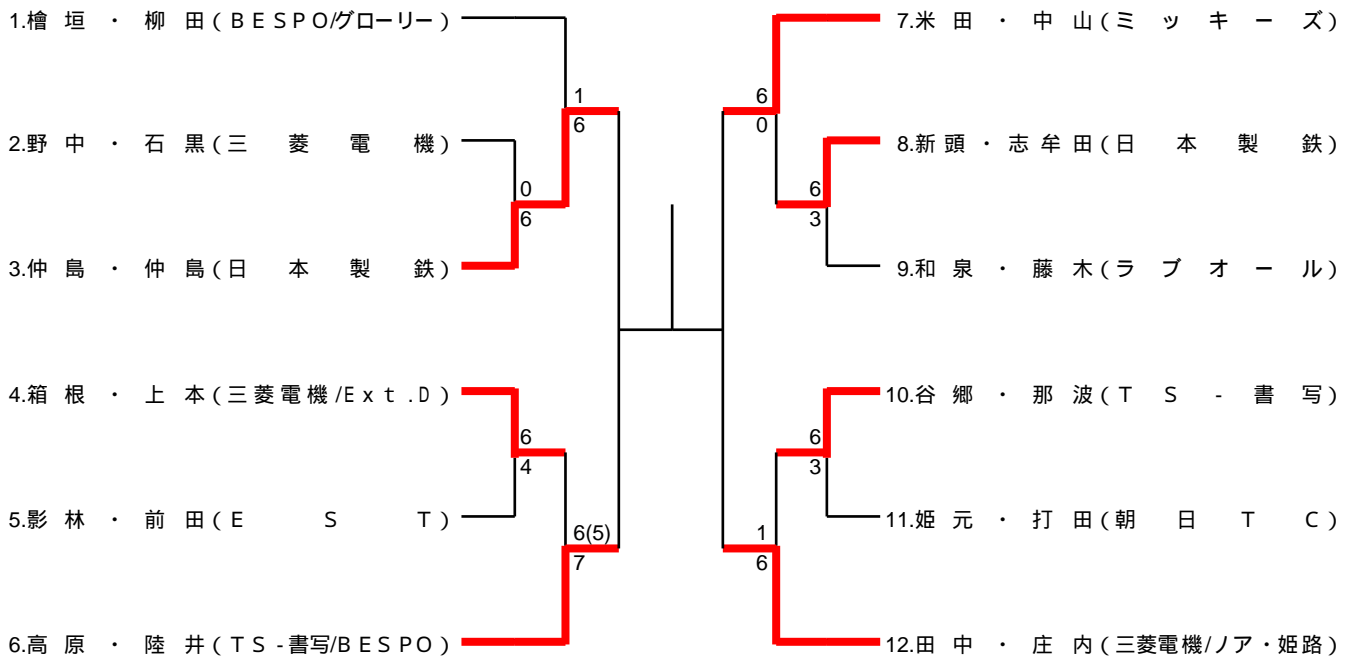 1.檜垣・柳田(BESPO/グローリー)
1
6
2.野中・石黒(三菱電機)
0
6
3.仲島・仲島(日本製鉄)
4.箱根・上本(三菱電機/Ext.D)
6
4
5.影林・前田(EST)
6(5)
7
6.高原・陸井(TS-書写/BESPO)
7.米田・中山(ミッキーズ)
6
0
8.新頭・志牟田(日本製鉄)
6
3
9.和泉・藤木(ラブオール)
10.谷郷・那波(TS-書写)
6
3
11.姫元・打田(朝日TC)
1
6
12.田中・庄内(三菱電機/ノア・姫路)